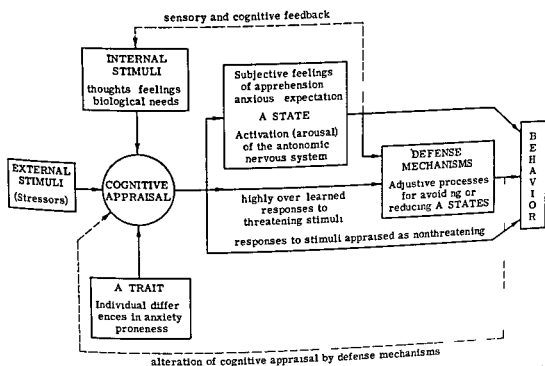 sensory and cognitive feedback
INTERNAL
STIMULI
thoughts feelings
biological needs
Subjective feelings
of apprehension
anxious expectation
A STATE
Activation (arousal)
of the antonomic
nervous system
EXTERNAL
STIMULI
(Stressors)
COGNITIVE
APPRAISAL
DEFENSE
MECHANISMS
Adjustive processes
for avoiding or
reducing A STATES
BEHAVIOR
highly over learned
responses to
threatening stimuli
responses to stimuli appraised as nonthreatening
A TRAIT
Individual differ
ences in anxiety
proneness
alteration of cognitive appraisal by defense mechanisms